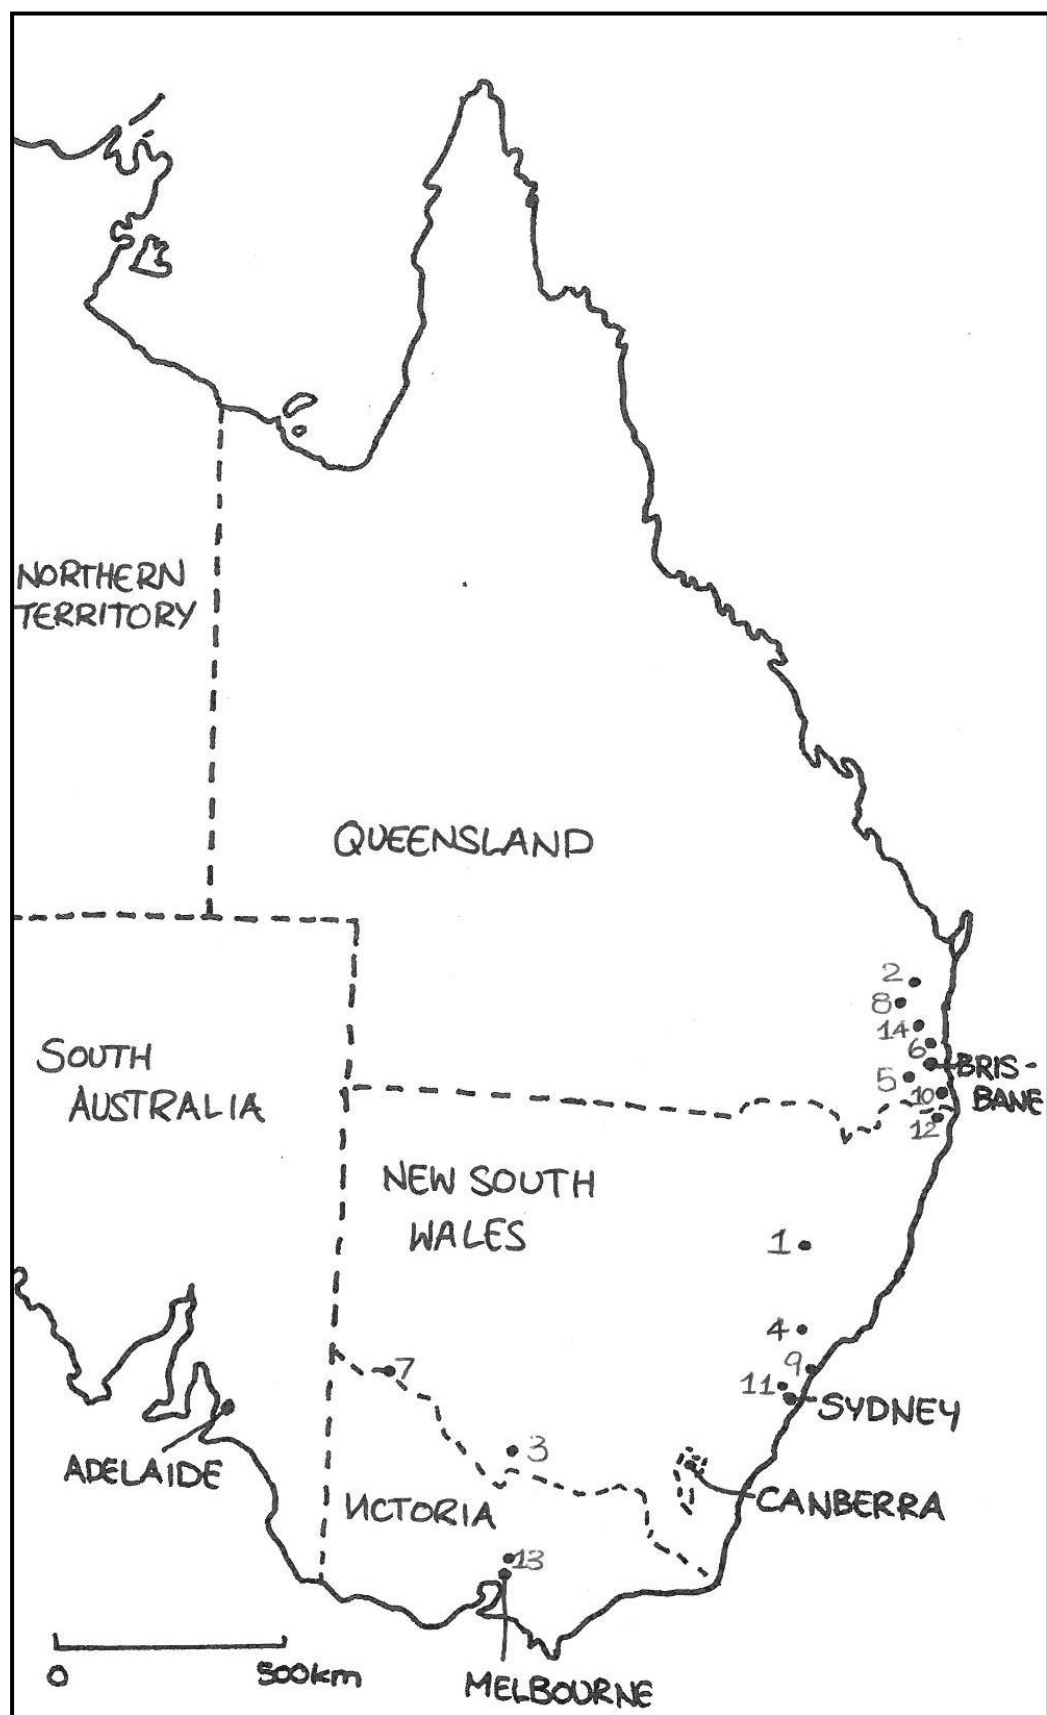 NORTHERN
TERRITORY
QUEENSLAND
2
8
14
6
SOUTH
AUSTRALIA
5
BRIS-
BANE
10
12
NEW SOUTH
WALES
1
4
9
7
11
SYDNEY
ADELAIDE
3
VICTORIA
CANBERRA
13
0
500km
MELBOURNE